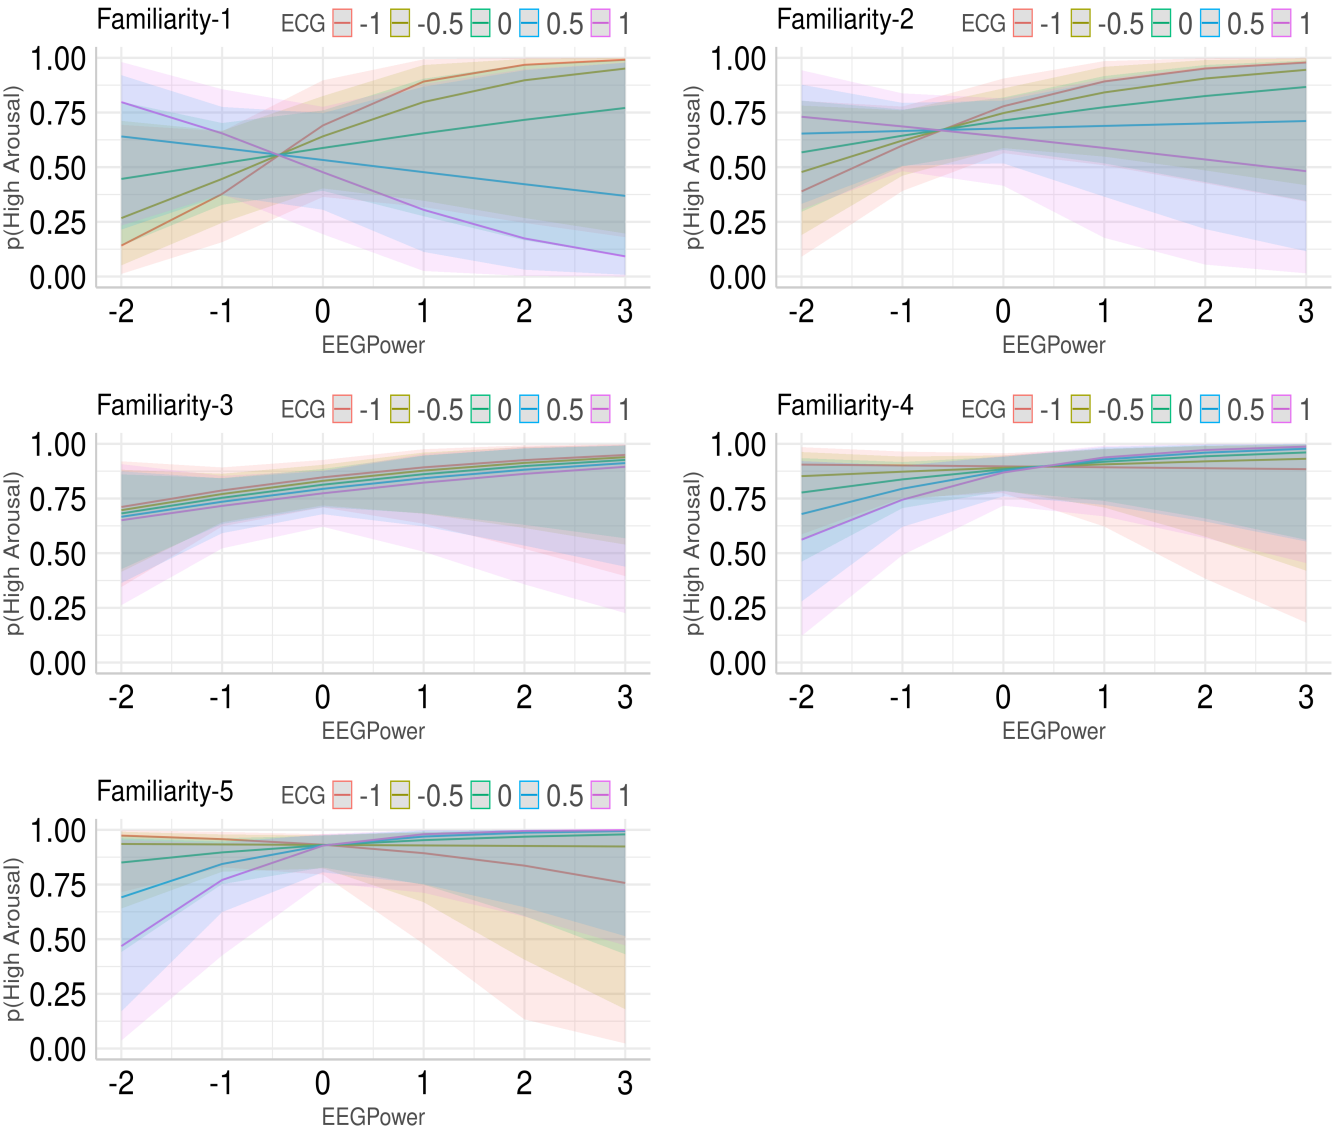 Familiarity-1 ECG -1 -0.5 0 0.5 1
p(High Arousal)
1.00
0.75
0.50
0.25
0.00
-2 -1 0 1 2 3
EEGPower
Familiarity-2 ECG -1 -0.5 0 0.5 1
p(High Arousal)
1.00
0.75
0.50
0.25
0.00
-2 -1 0 1 2 3
EEGPower
Familiarity-3 ECG -1 -0.5 0 0.5 1
p(High Arousal)
1.00
0.75
0.50
0.25
0.00
-2 -1 0 1 2 3
EEGPower
Familiarity-4 ECG -1 -0.5 0 0.5 1
p(High Arousal)
1.00
0.75
0.50
0.25
0.00
-2 -1 0 1 2 3
EEGPower
Familiarity-5 ECG -1 -0.5 0 0.5 1
p(High Arousal)
1.00
0.75
0.50
0.25
0.00
-2 -1 0 1 2 3
EEGPower